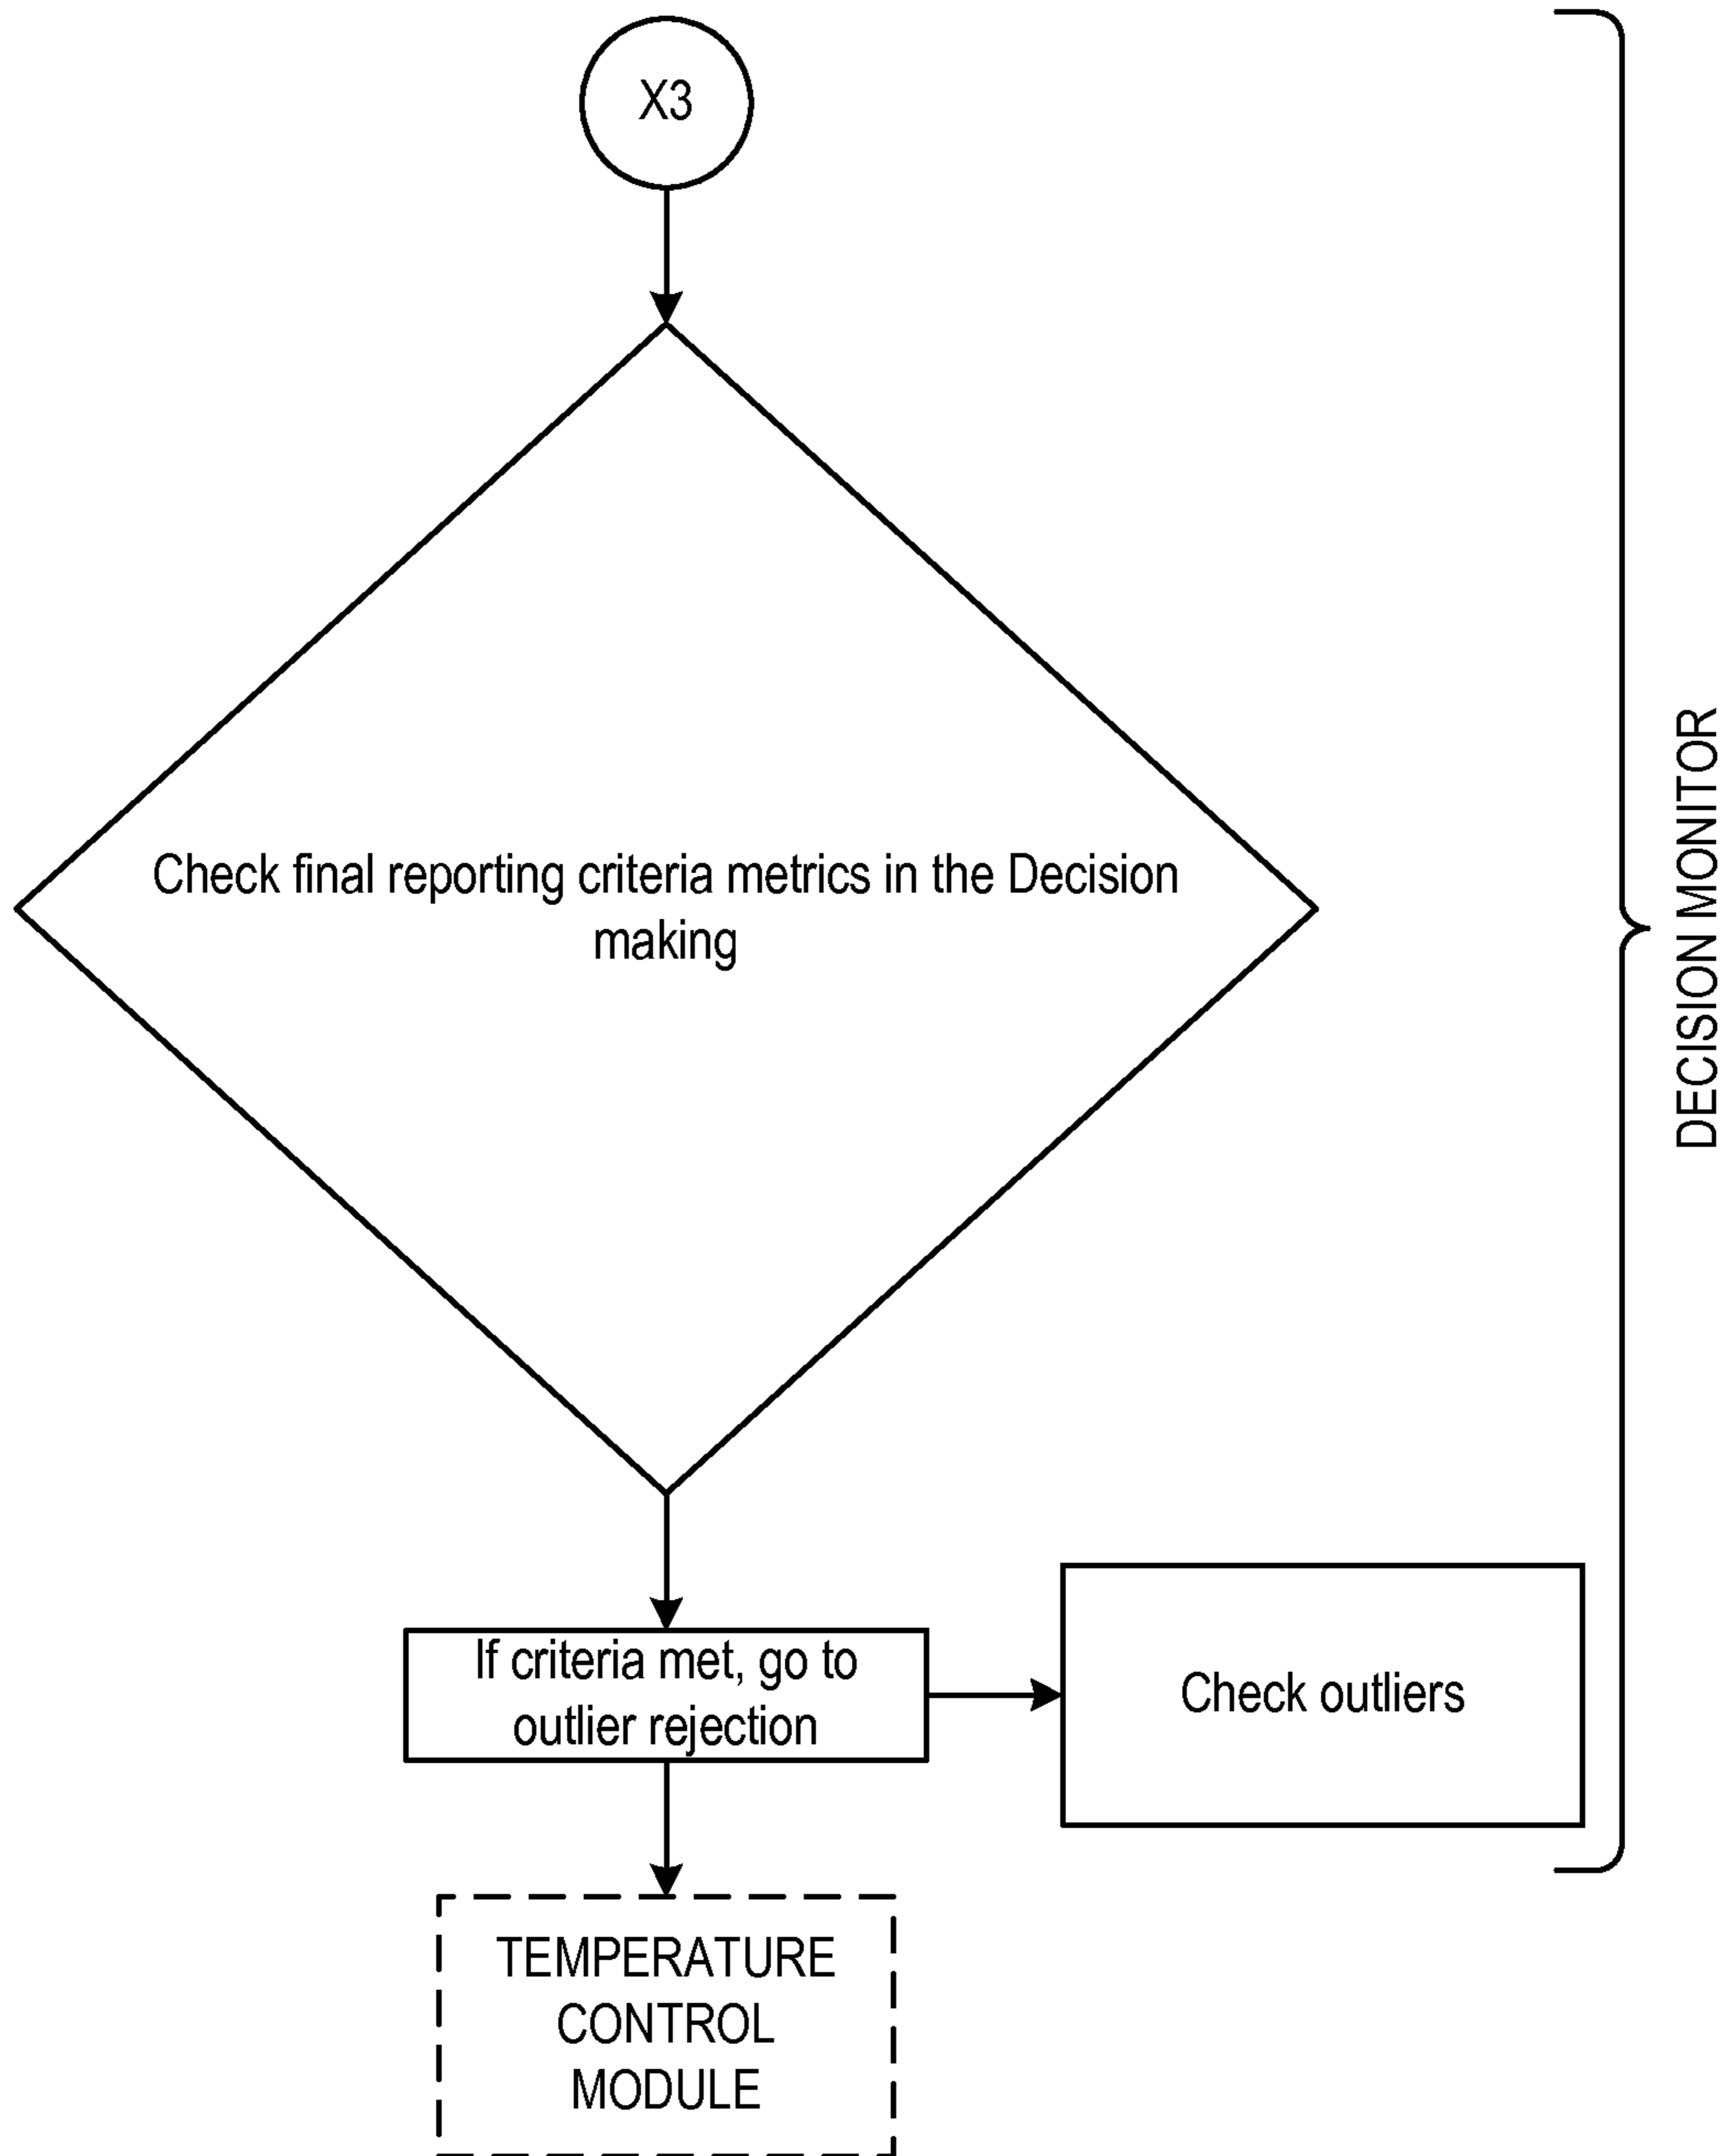 X3
Check final reporting criteria metrics in the Decision
making
If criteria met, go to
outlier rejection
Check outliers
TEMPERATURE
CONTROL
MODULE
DECISION MONITOR